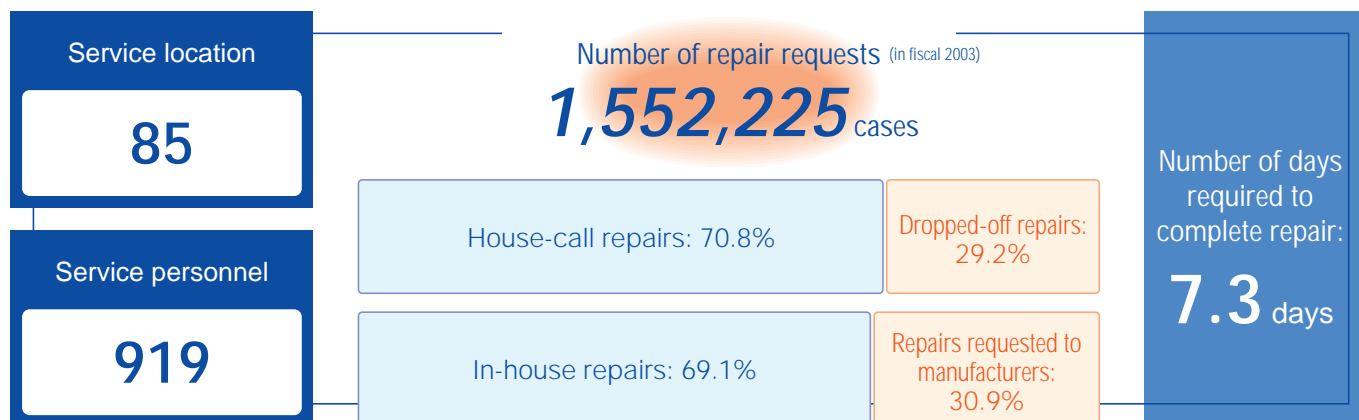 Service location
85
Service personnel
919
Number of repair requests (in fiscal 2003)
1,552,225 cases
House-call repairs: 70.8%
Dropped-off repairs:
29.2%
In-house repairs: 69.1%
Repairs requested to
manufacturers:
30.9%
Number of days
required to
complete repair:
7.3 days